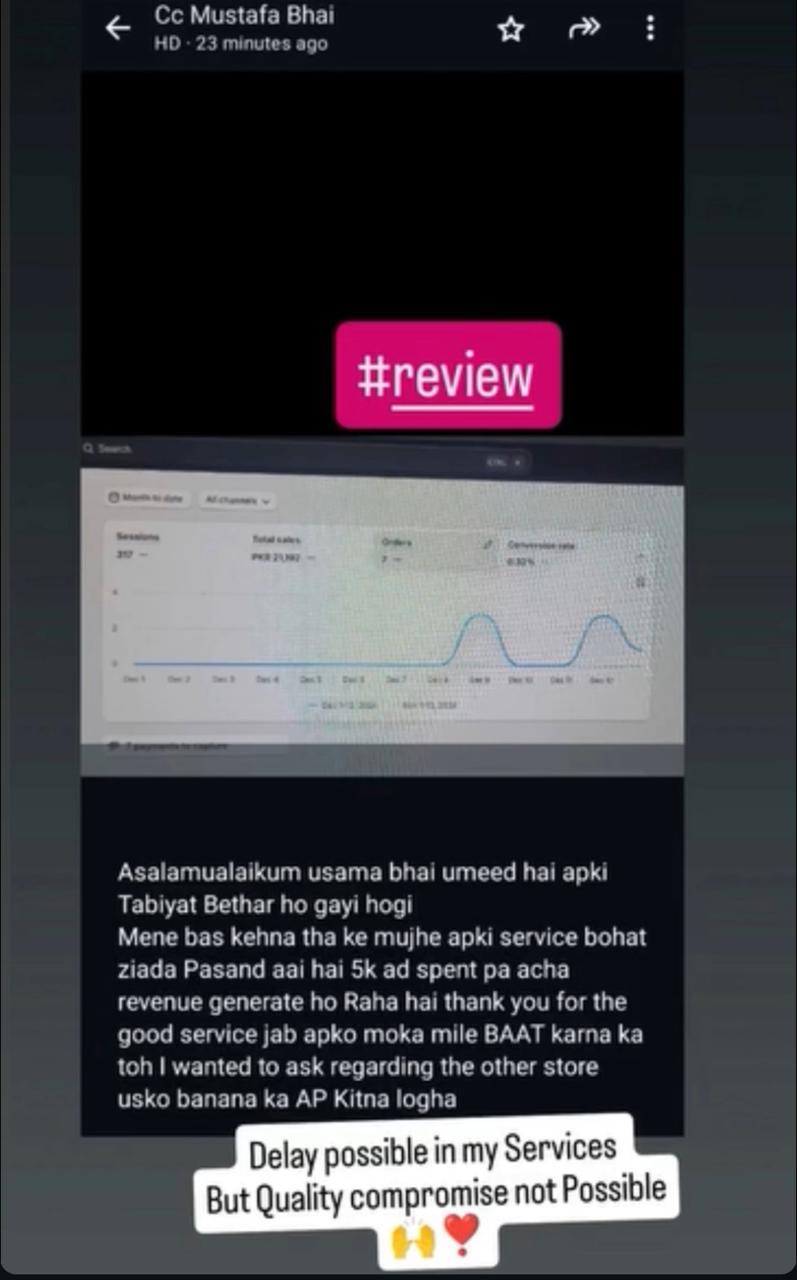 Cc Mustafa Bhai
HD · 23 minutes ago
#review
Search
Month to date All channels
Sessions Total sales Orders Conversion rate
317 PKR 21,192 7 0.32%
4
2
0
Dec 1 Dec 2 Dec 3 Dec 4 Dec 5 Dec 6 Dec 7 Dec 8 Dec 9 Dec 10 Dec 11 Dec 12
7 payments to capture
Asalamualaikum usama bhai umeed hai apki
Tabiyat Bethar ho gayi hogi
Mene bas kehna tha ke mujhe apki service bohat
ziada Pasand aai hai 5k ad spent pa acha
revenue generate ho Raha hai thank you for the
good service jab apko moka mile BAAT karna ka
toh I wanted to ask regarding the other store
usko banana ka AP Kitna logha
Delay possible in my Services
But Quality compromise not Possible
🙌❣️